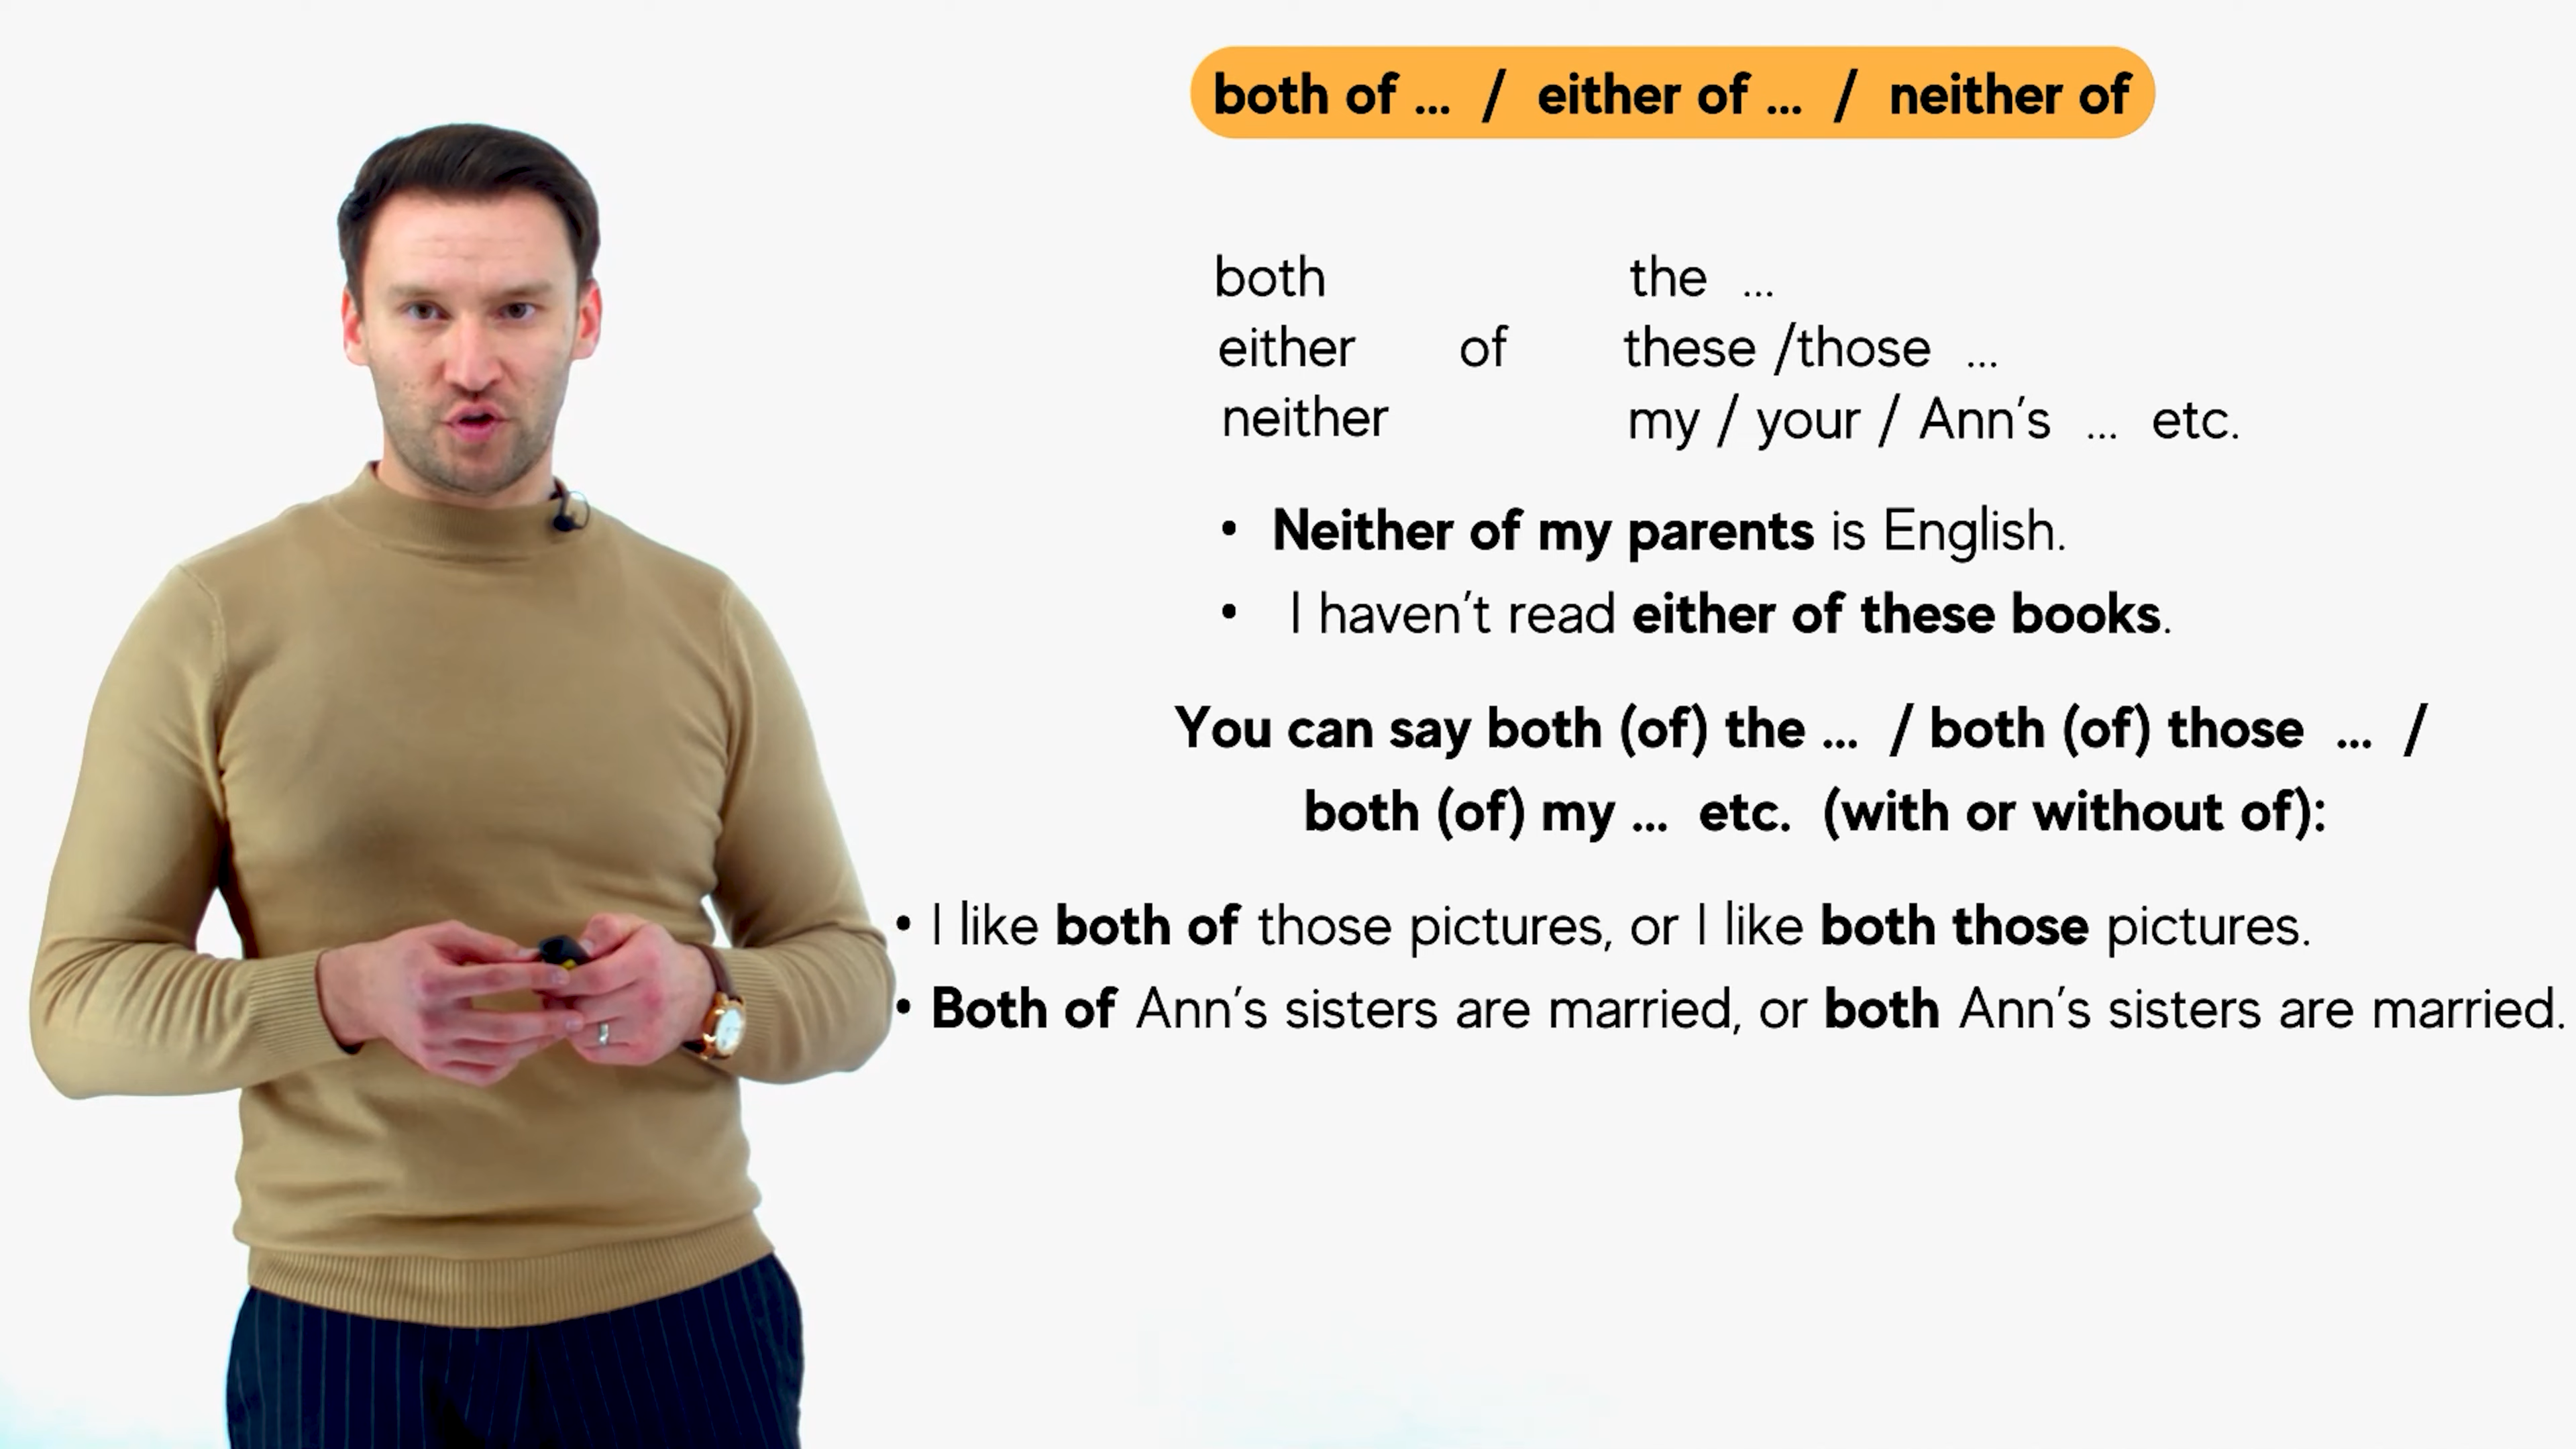 both of ... / either of ... / neither of
both the ...
either of these /those ...
neither my / your / Ann's ... etc.
• Neither of my parents is English.
• I haven't read either of these books.
You can say both (of) the ... / both (of) those ... /
both (of) my ... etc. (with or without of):
• I like both of those pictures, or I like both those pictures.
• Both of Ann's sisters are married, or both Ann's sisters are married.